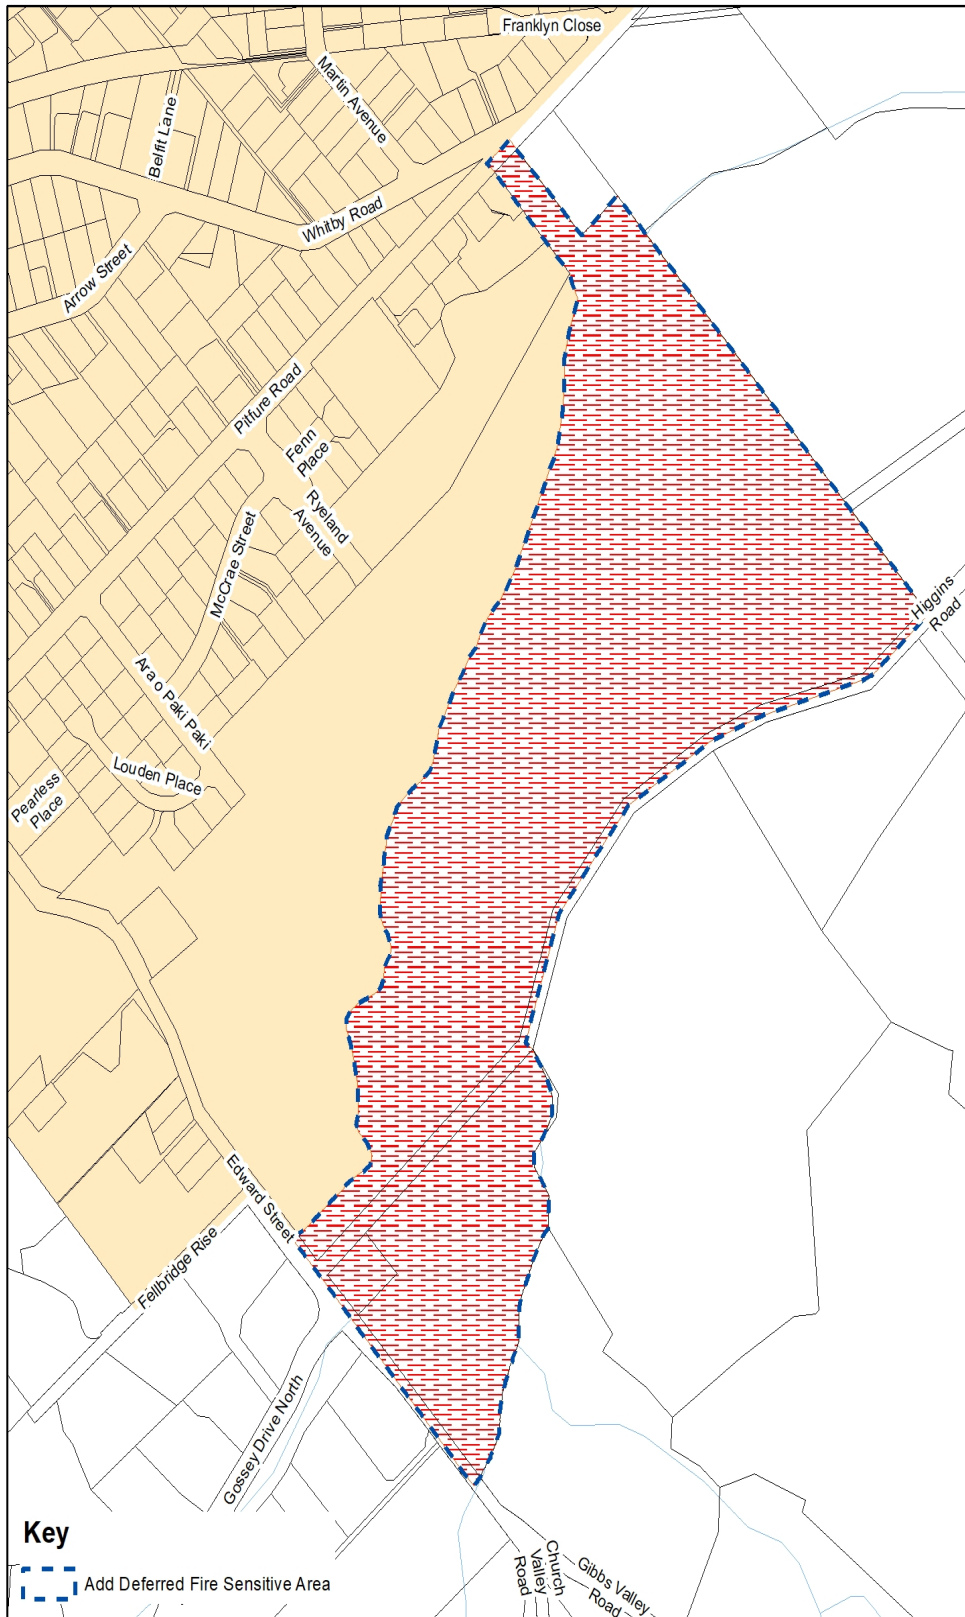 Franklyn Close
Martin Avenue
Belfit Lane
Whitby Road
Arrow Street
Pitfure Road
Fenn
Place
Ryeland
Avenue
McCrae Street
Higgins
Road
Ara o Paki Paki
Louden Place
Pearless
Place
Edward Street
Fellbridge Rise
Gossey Drive North
Church
Valley
Road
Gibbs Valley
Road
Key
Add Deferred Fire Sensitive Area